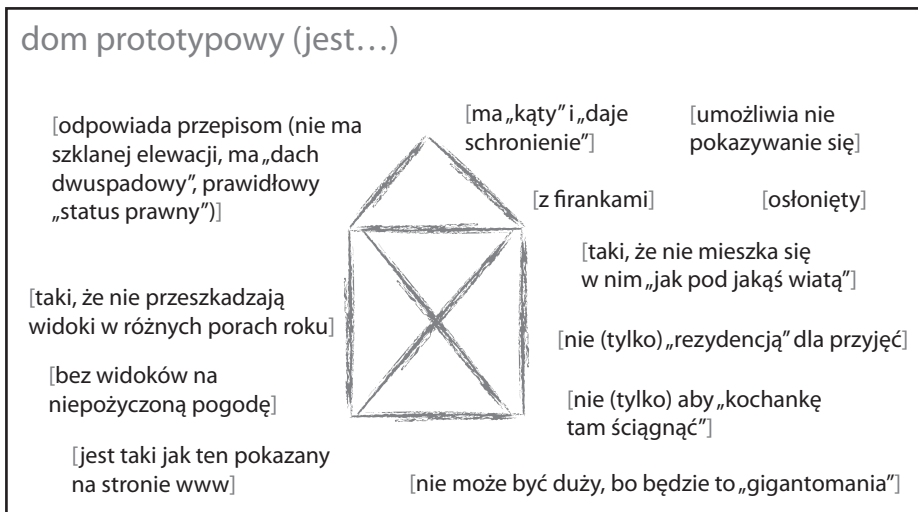 dom prototypowy (jest…)
[odpowiada przepisom (nie ma
szklanej elewacji, ma „dach
dwuspadowy”, prawidłowy
„status prawny”)]
[ma „kąty” i „daje
schronienie”]
[umożliwia nie
pokazywanie się]
[z firankami]
[osłonięty]
[taki, że nie mieszka się
w nim „jak pod jakąś wiatą”]
[taki, że nie przeszkadzają
widoki w różnych porach roku]
[nie (tylko) „rezydencją” dla przyjęć]
[bez widoków na
niepożyczoną pogodę]
[nie (tylko) aby „kochankę
tam ściągnąć”]
[jest taki jak ten pokazany
na stronie www]
[nie może być duży, bo będzie to „gigantomania”]